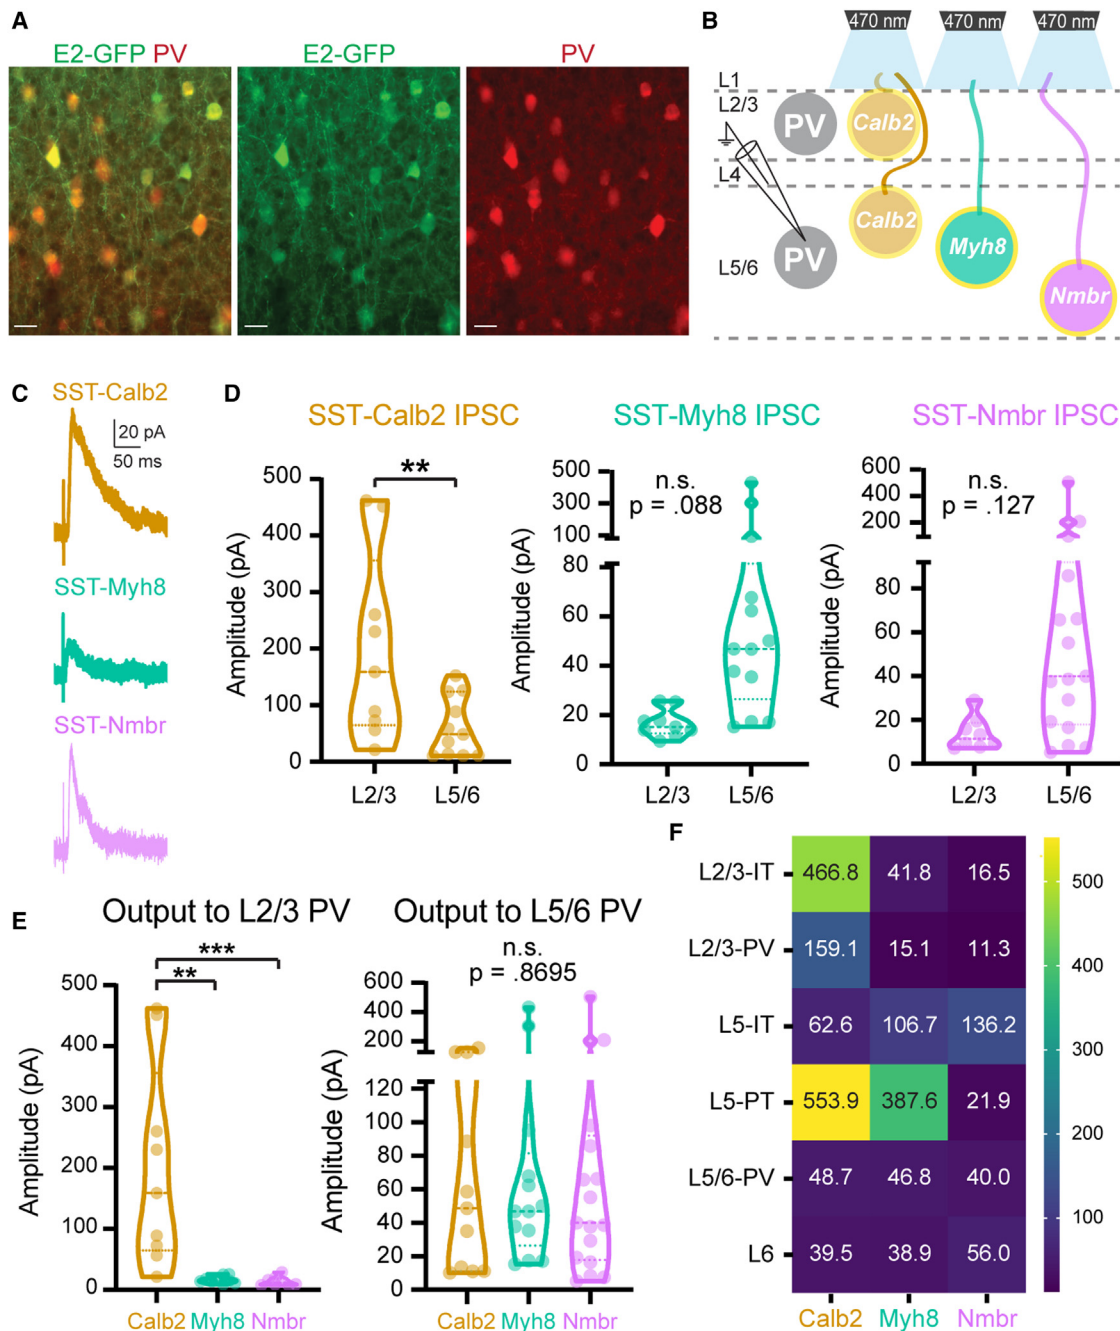 A
E2-GFP PV
E2-GFP
PV
B
470 nm
470 nm
470 nm
L1
L2/3
L4
L5/6
PV
Calb2
Calb2
PV
Myh8
Nmbr
C
SST-Calb2
20 pA
50 ms
SST-Myh8
SST-Nmbr
D
SST-Calb2 IPSC
**
Amplitude (pA)
500
400
300
200
100
0
L2/3
L5/6
SST-Myh8 IPSC
n.s.
p = .088
Amplitude (pA)
500
300
100
80
60
40
20
0
L2/3
L5/6
SST-Nmbr IPSC
n.s.
p = .127
Amplitude (pA)
600
400
200
80
60
40
20
0
L2/3
L5/6
E
Output to L2/3 PV
***
**
Amplitude (pA)
500
400
300
200
100
0
Calb2 Myh8 Nmbr
Output to L5/6 PV
n.s.
p = .8695
Amplitude (pA)
600
400
200
120
100
80
60
40
20
0
Calb2 Myh8 Nmbr
F
L2/3-IT 466.8 41.8 16.5
L2/3-PV 159.1 15.1 11.3
L5-IT 62.6 106.7 136.2
L5-PT 553.9 387.6 21.9
L5/6-PV 48.7 46.8 40.0
L6 39.5 38.9 56.0
Calb2 Myh8 Nmbr
500
400
300
200
100